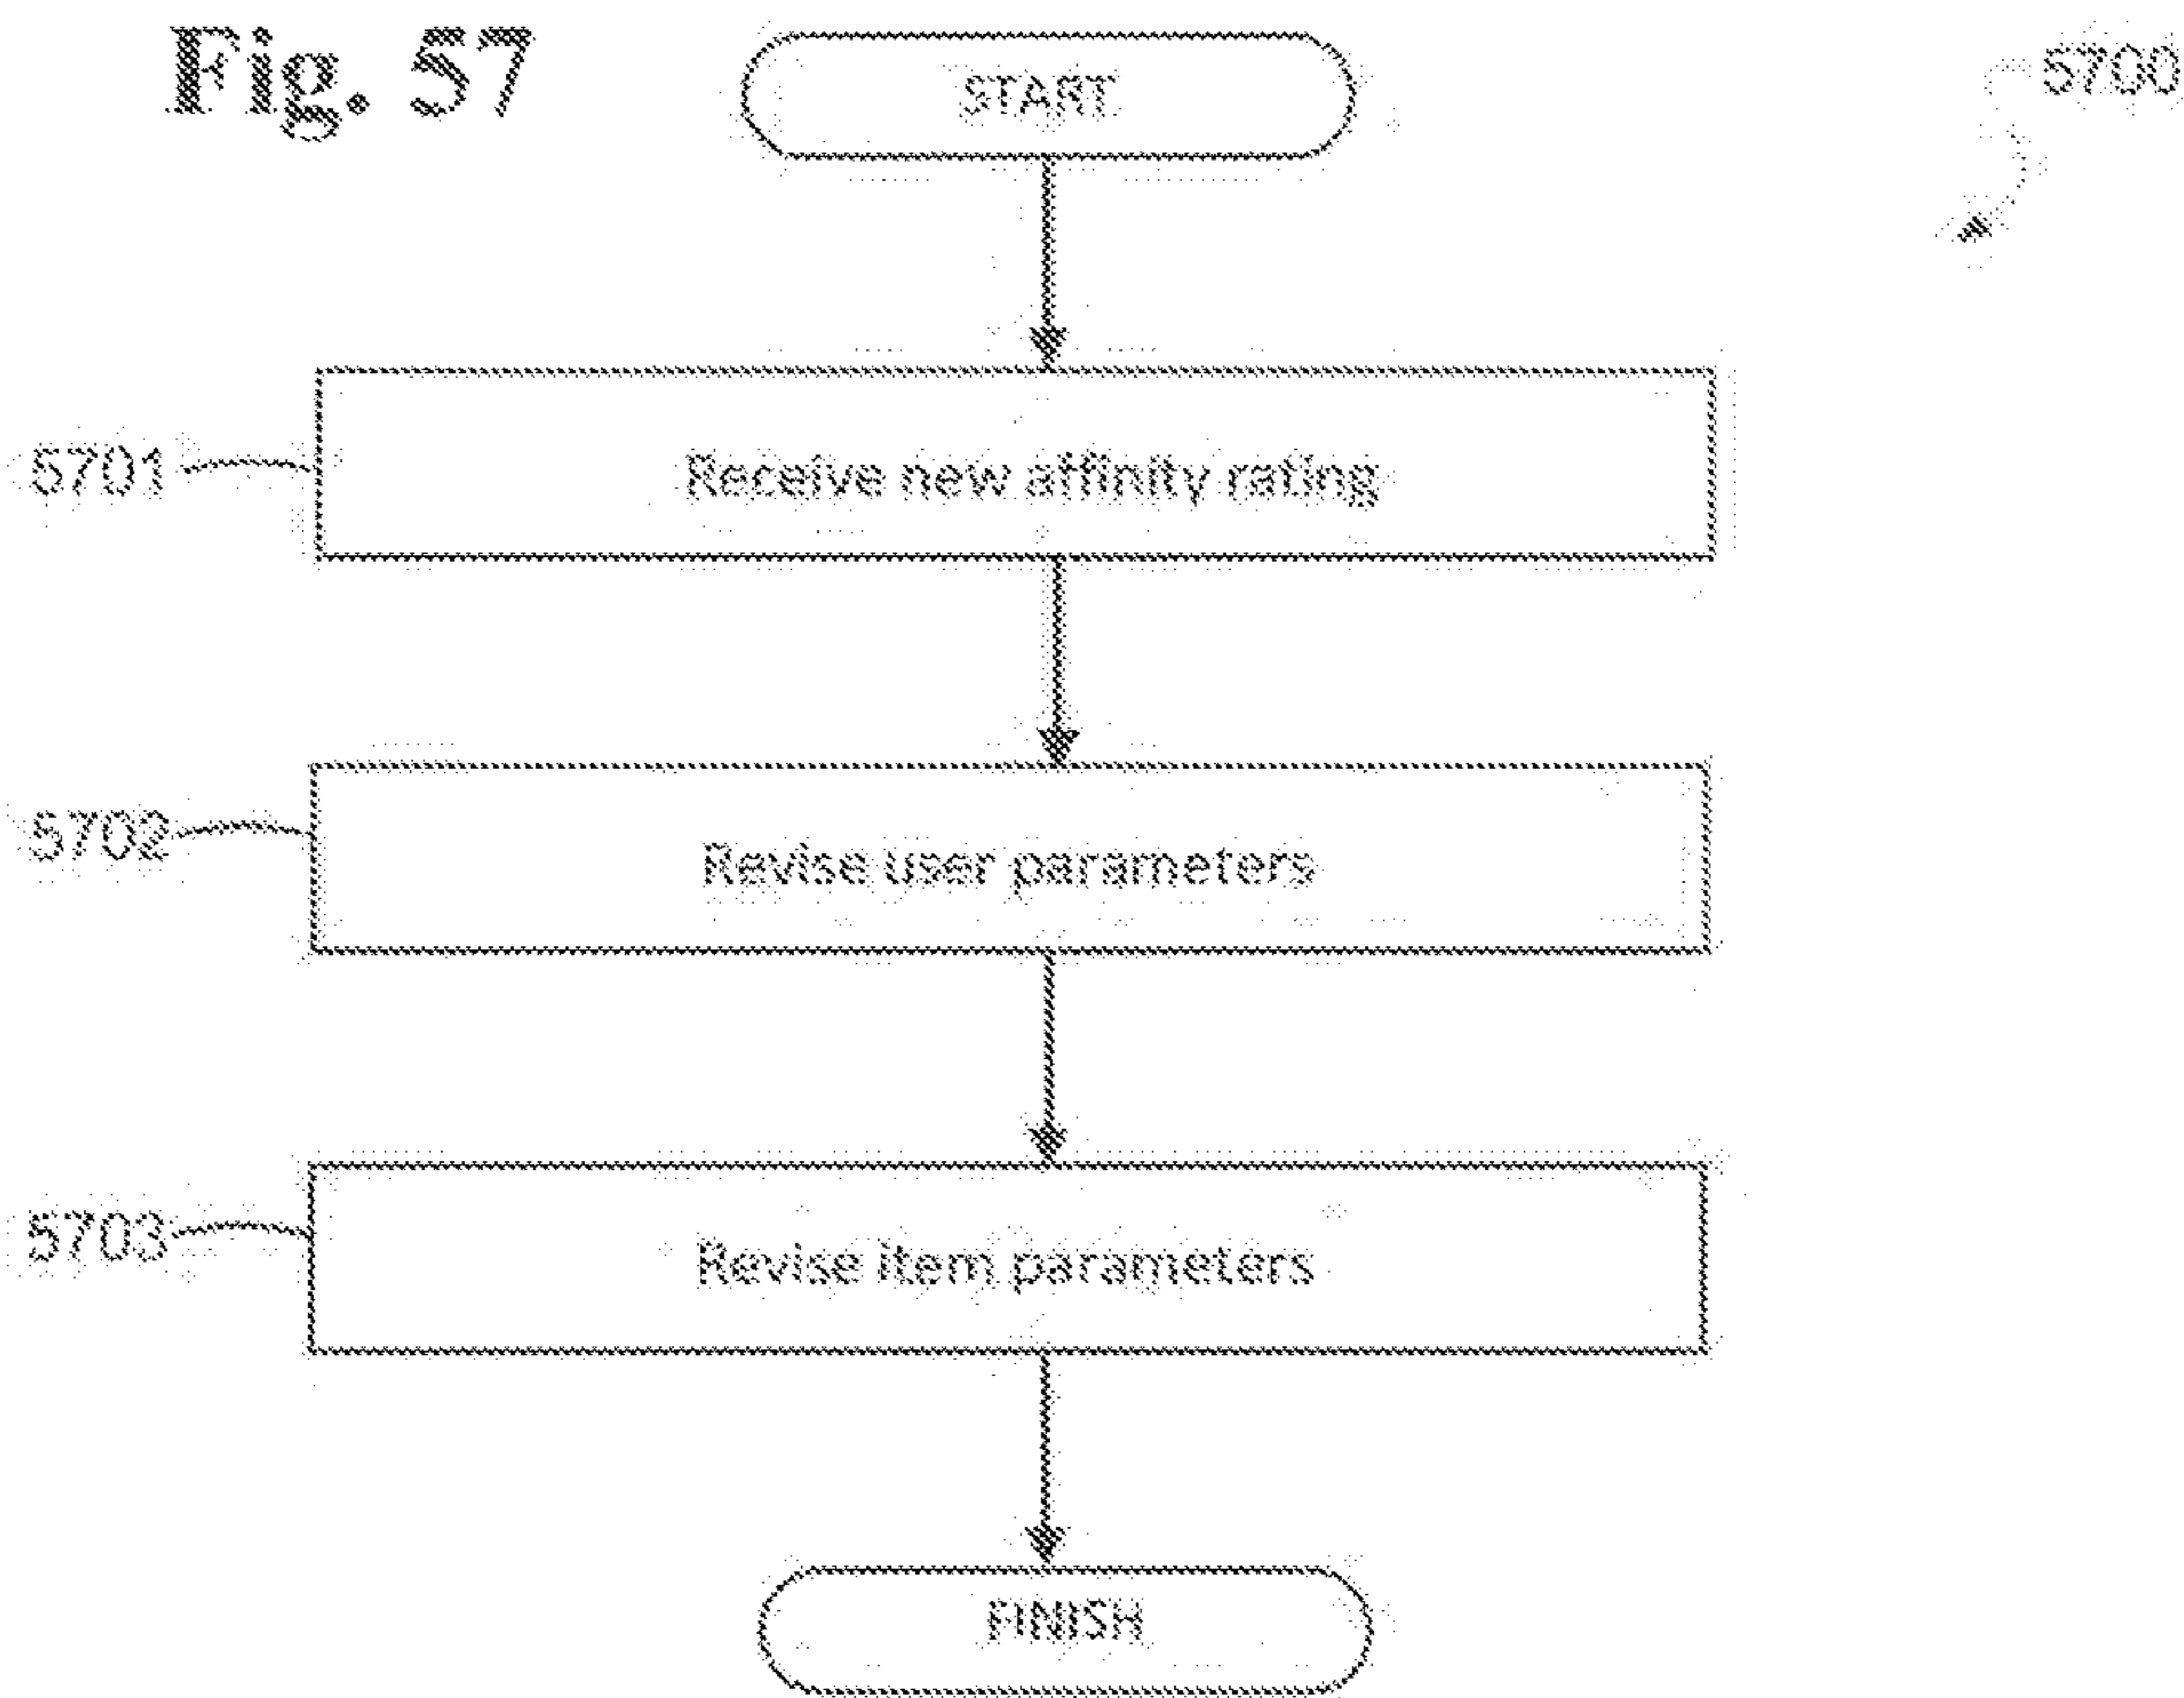 Fig. 57
START
5700
5701
Receive new affinity rating
5702
Revise user parameters
5703
Revise item parameters
FINISH